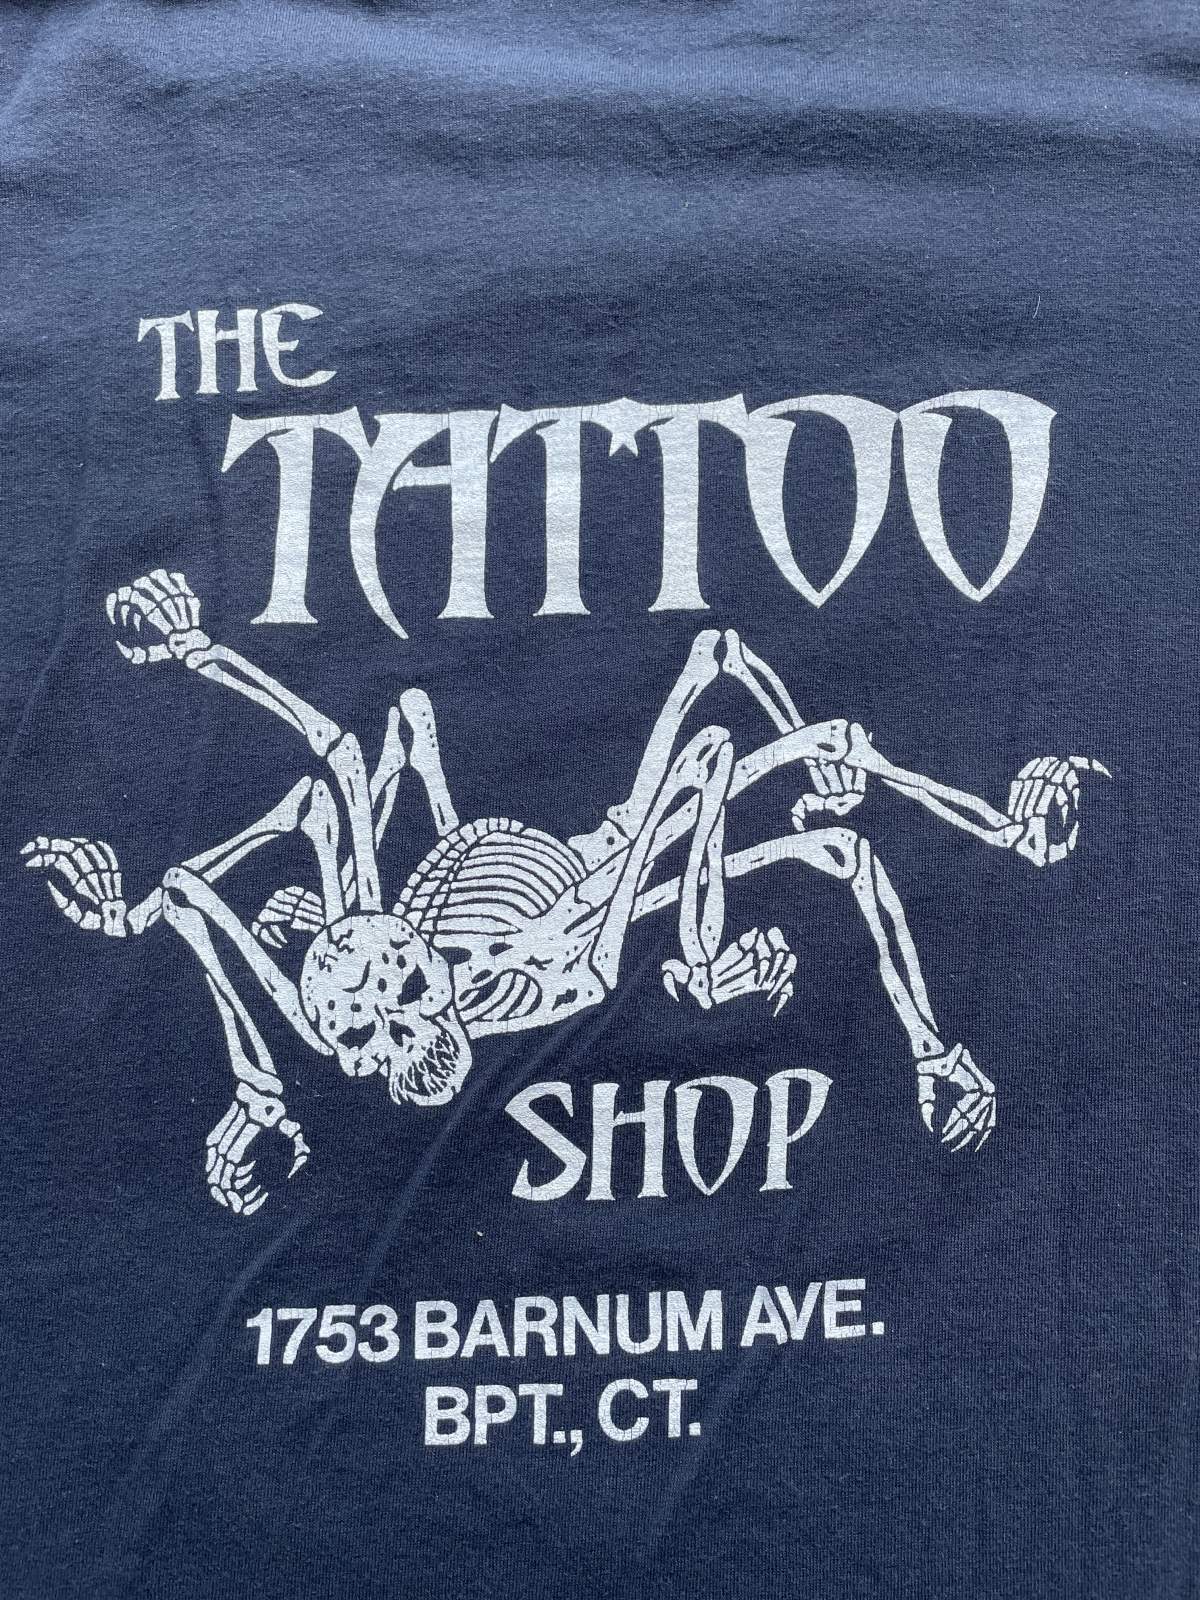 THE
TATTOO
SHOP
1753 BARNUM AVE.
BPT., CT.